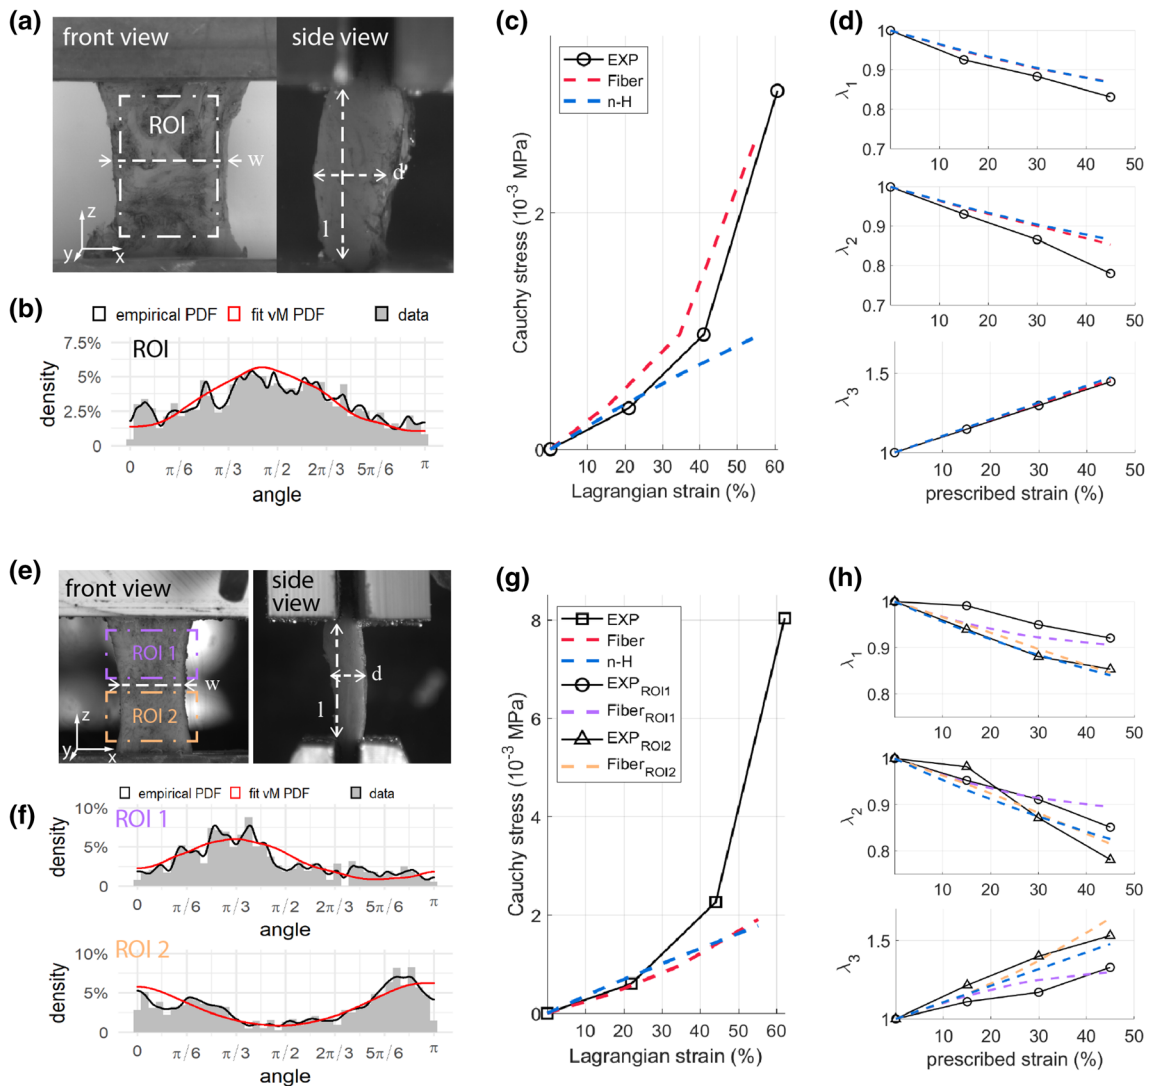 (a)
front view
side view
ROI
w
d
l
z
y
x
(b)
empirical PDF
fit vM PDF
data
ROI
7.5%
5%
2.5%
0
density
0
π/6
π/3
π/2
2π/3
5π/6
π
angle
(c)
EXP
Fiber
n-H
Cauchy stress (10⁻³ MPa)
2
0
10
20
30
40
50
60
Lagrangian strain (%)
(d)
1
0.9
0.8
0.7
λ₁
0
10
20
30
40
50
1
0.9
0.8
0.7
λ₂
0
10
20
30
40
50
1.5
1
λ₃
0
10
20
30
40
50
prescribed strain (%)
(e)
front view
side
view
ROI 1
w
ROI 2
d
l
z
y
x
(f)
empirical PDF
fit vM PDF
data
ROI 1
10%
5%
0
density
0
π/6
π/3
π/2
2π/3
5π/6
π
angle
ROI 2
10%
5%
0
density
0
π/6
π/3
π/2
2π/3
5π/6
π
angle
(g)
EXP
Fiber
n-H
EXP_ROI1
Fiber_ROI1
EXP_ROI2
Fiber_ROI2
Cauchy stress (10⁻³ MPa)
8
6
4
2
0
0
20
40
60
Lagrangian strain (%)
(h)
1
0.9
0.8
λ₁
0
10
20
30
40
50
1
0.9
0.8
λ₂
0
10
20
30
40
50
1.5
1
λ₃
0
10
20
30
40
50
prescribed strain (%)